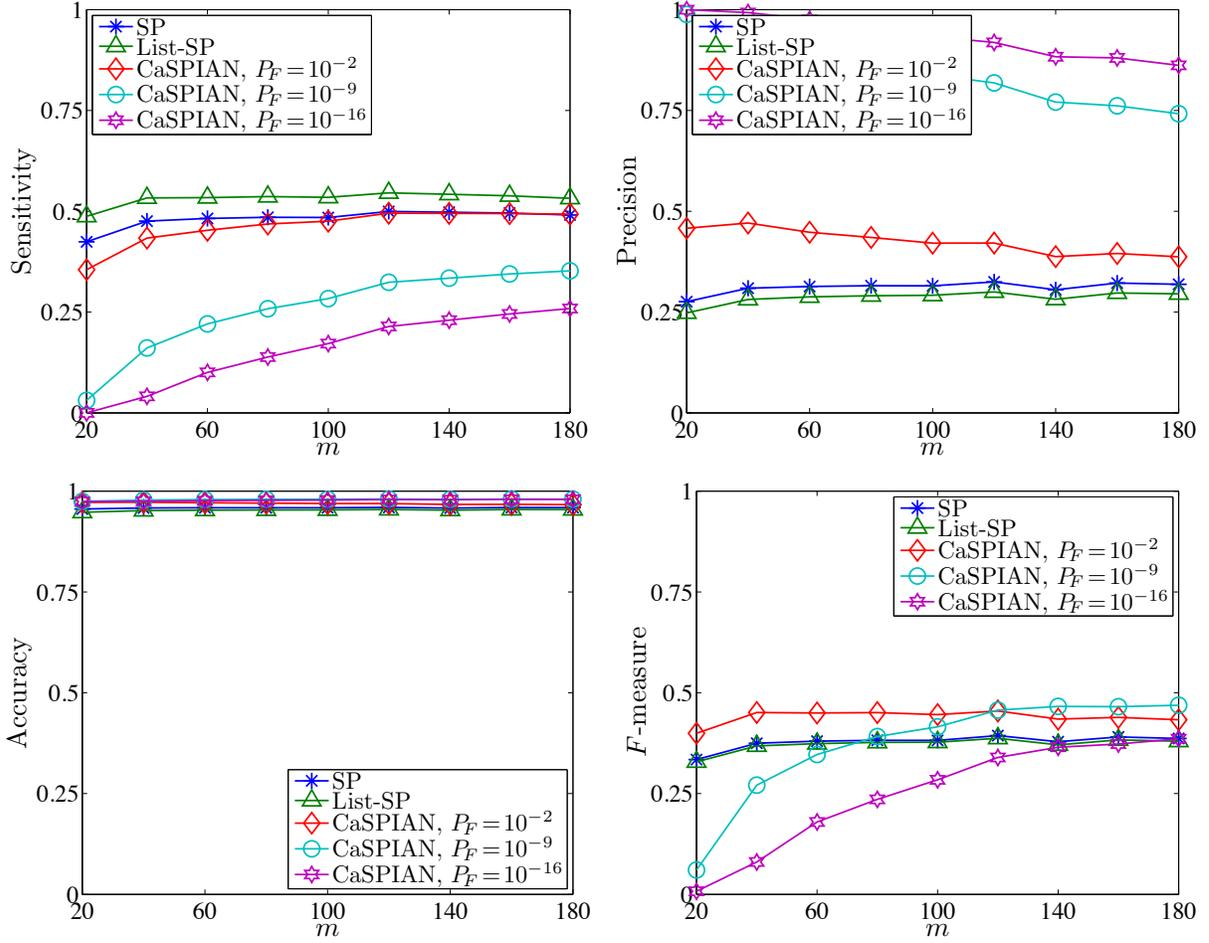 1
SP
List-SP
CaSPIAN, P_F = 10^{-2}
CaSPIAN, P_F = 10^{-9}
CaSPIAN, P_F = 10^{-16}
0.75
0.5
0.25
0
Sensitivity
20 60 100 140 180
m
1
SP
List-SP
CaSPIAN, P_F = 10^{-2}
CaSPIAN, P_F = 10^{-9}
CaSPIAN, P_F = 10^{-16}
0.75
0.5
0.25
0
Precision
20 60 100 140 180
m
1
0.75
0.5
0.25
0
Accuracy
SP
List-SP
CaSPIAN, P_F = 10^{-2}
CaSPIAN, P_F = 10^{-9}
CaSPIAN, P_F = 10^{-16}
20 60 100 140 180
m
1
SP
List-SP
CaSPIAN, P_F = 10^{-2}
CaSPIAN, P_F = 10^{-9}
CaSPIAN, P_F = 10^{-16}
0.75
0.5
0.25
0
F-measure
20 60 100 140 180
m